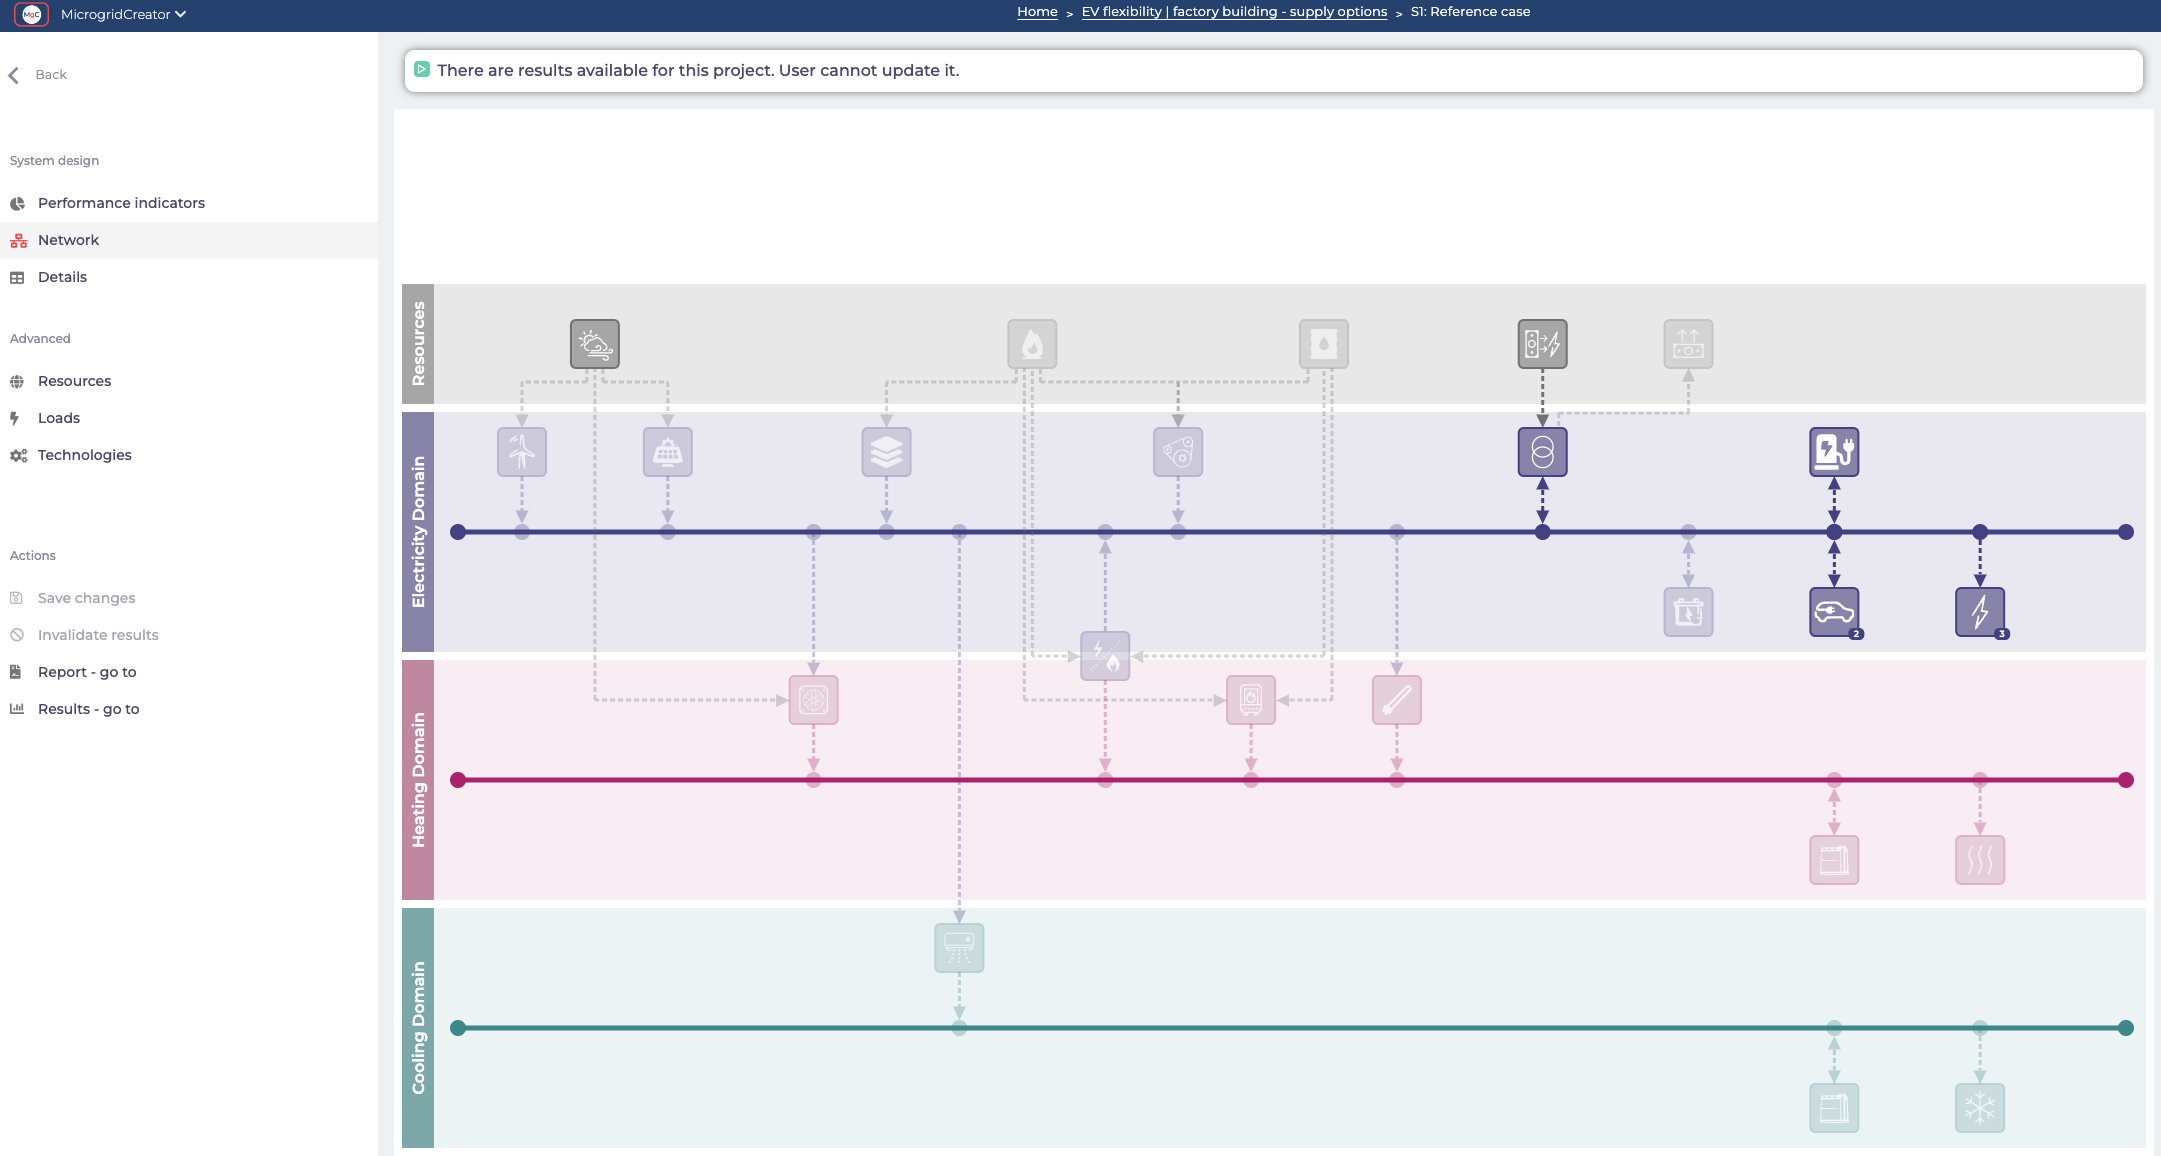 MgC MicrogridCreator
Home > EV flexibility | factory building - supply options > S1: Reference case
Back
There are results available for this project. User cannot update it.
System design
Performance indicators
Network
Details
Advanced
Resources
Loads
Technologies
Actions
Save changes
Invalidate results
Report - go to
Results - go to
Resources
Electricity Domain
2
3
Heating Domain
Cooling Domain